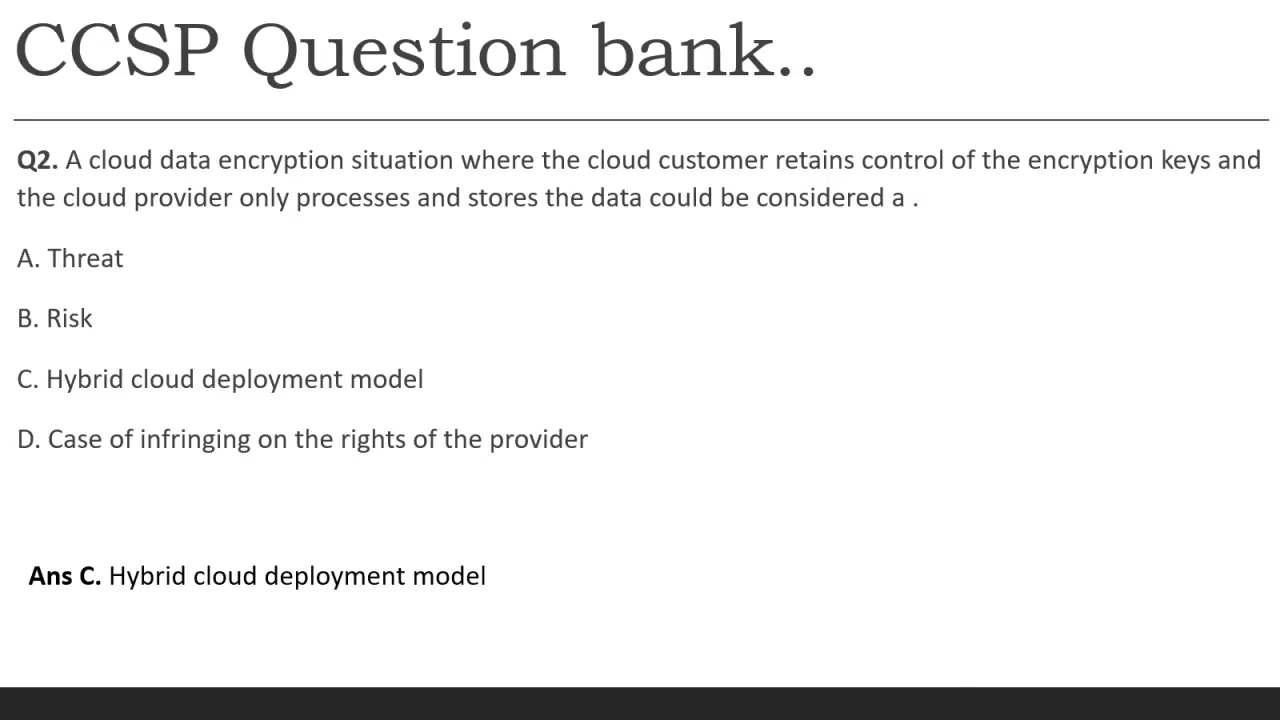 CCSP Question bank..
Q2. A cloud data encryption situation where the cloud customer retains control of the encryption keys and
the cloud provider only processes and stores the data could be considered a .
A. Threat
B. Risk
C. Hybrid cloud deployment model
D. Case of infringing on the rights of the provider
Ans C. Hybrid cloud deployment model